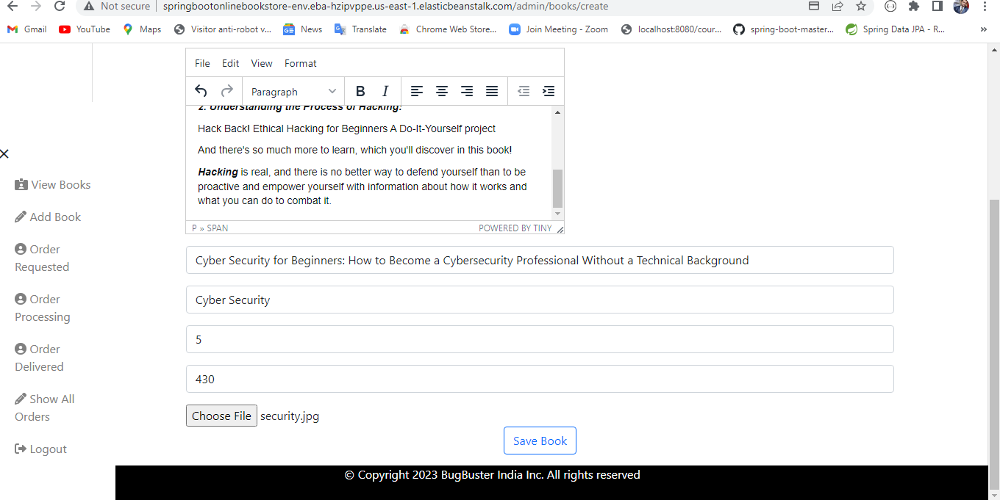 Not secure | springbootonlinebookstore-env.eba-hzipvppe.us-east-1.elasticbeanstalk.com/admin/books/create
Gmail YouTube Maps Visitor anti-robot v... News Translate Chrome Web Store... Join Meeting - Zoom localhost:8080/cour... spring-boot-master... Spring Data JPA - R... »
File Edit View Format
Paragraph B I
2. Understanding the Process of Hacking!
Hack Back! Ethical Hacking for Beginners A Do-It-Yourself project
And there's so much more to learn, which you'll discover in this book!
Hacking is real, and there is no better way to defend yourself than to be
proactive and empower yourself with information about how it works and
what you can do to combat it.
P » SPAN POWERED BY TINY
View Books
Add Book
Order
Requested
Order
Processing
Order
Delivered
Show All
Orders
Logout
Cyber Security for Beginners: How to Become a Cybersecurity Professional Without a Technical Background
Cyber Security
5
430
Choose File security.jpg
Save Book
© Copyright 2023 BugBuster India Inc. All rights reserved